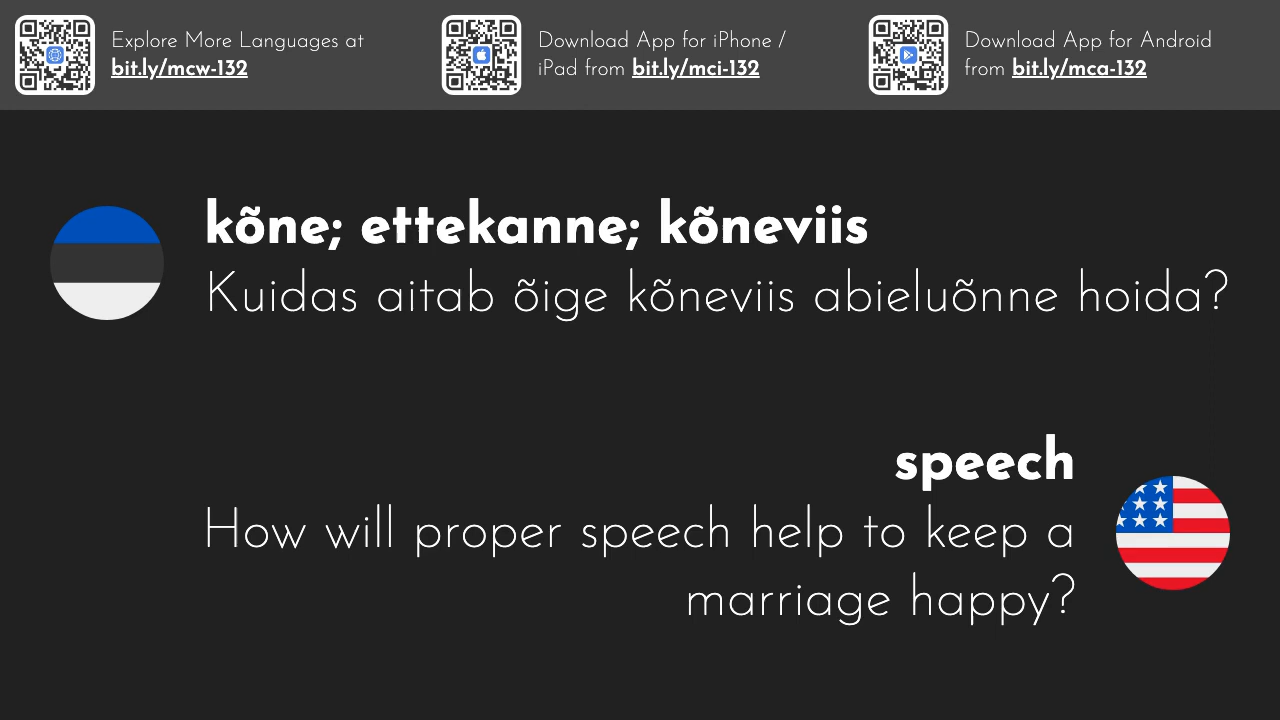 Explore More Languages at
bit.ly/mcw-132
Download App for iPhone /
iPad from bit.ly/mci-132
Download App for Android
from bit.ly/mca-132
kõne; ettekanne; kõneviis
Kuidas aitab õige kõneviis abieluõnne hoida?
speech
How will proper speech help to keep a
marriage happy?